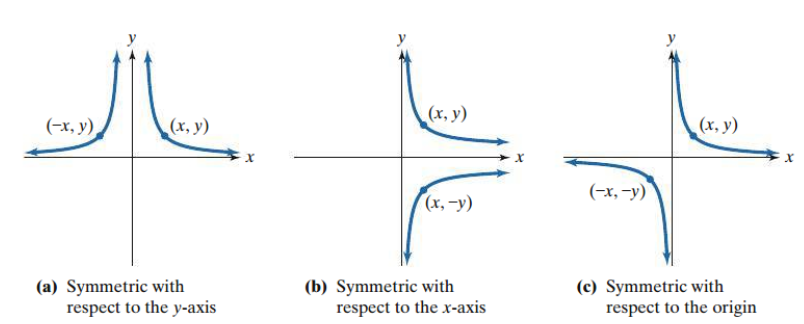 y
(−x, y)
(x, y)
x
(a) Symmetric with
respect to the y-axis
y
(x, y)
x
(x, −y)
(b) Symmetric with
respect to the x-axis
y
(x, y)
x
(−x, −y)
(c) Symmetric with
respect to the origin